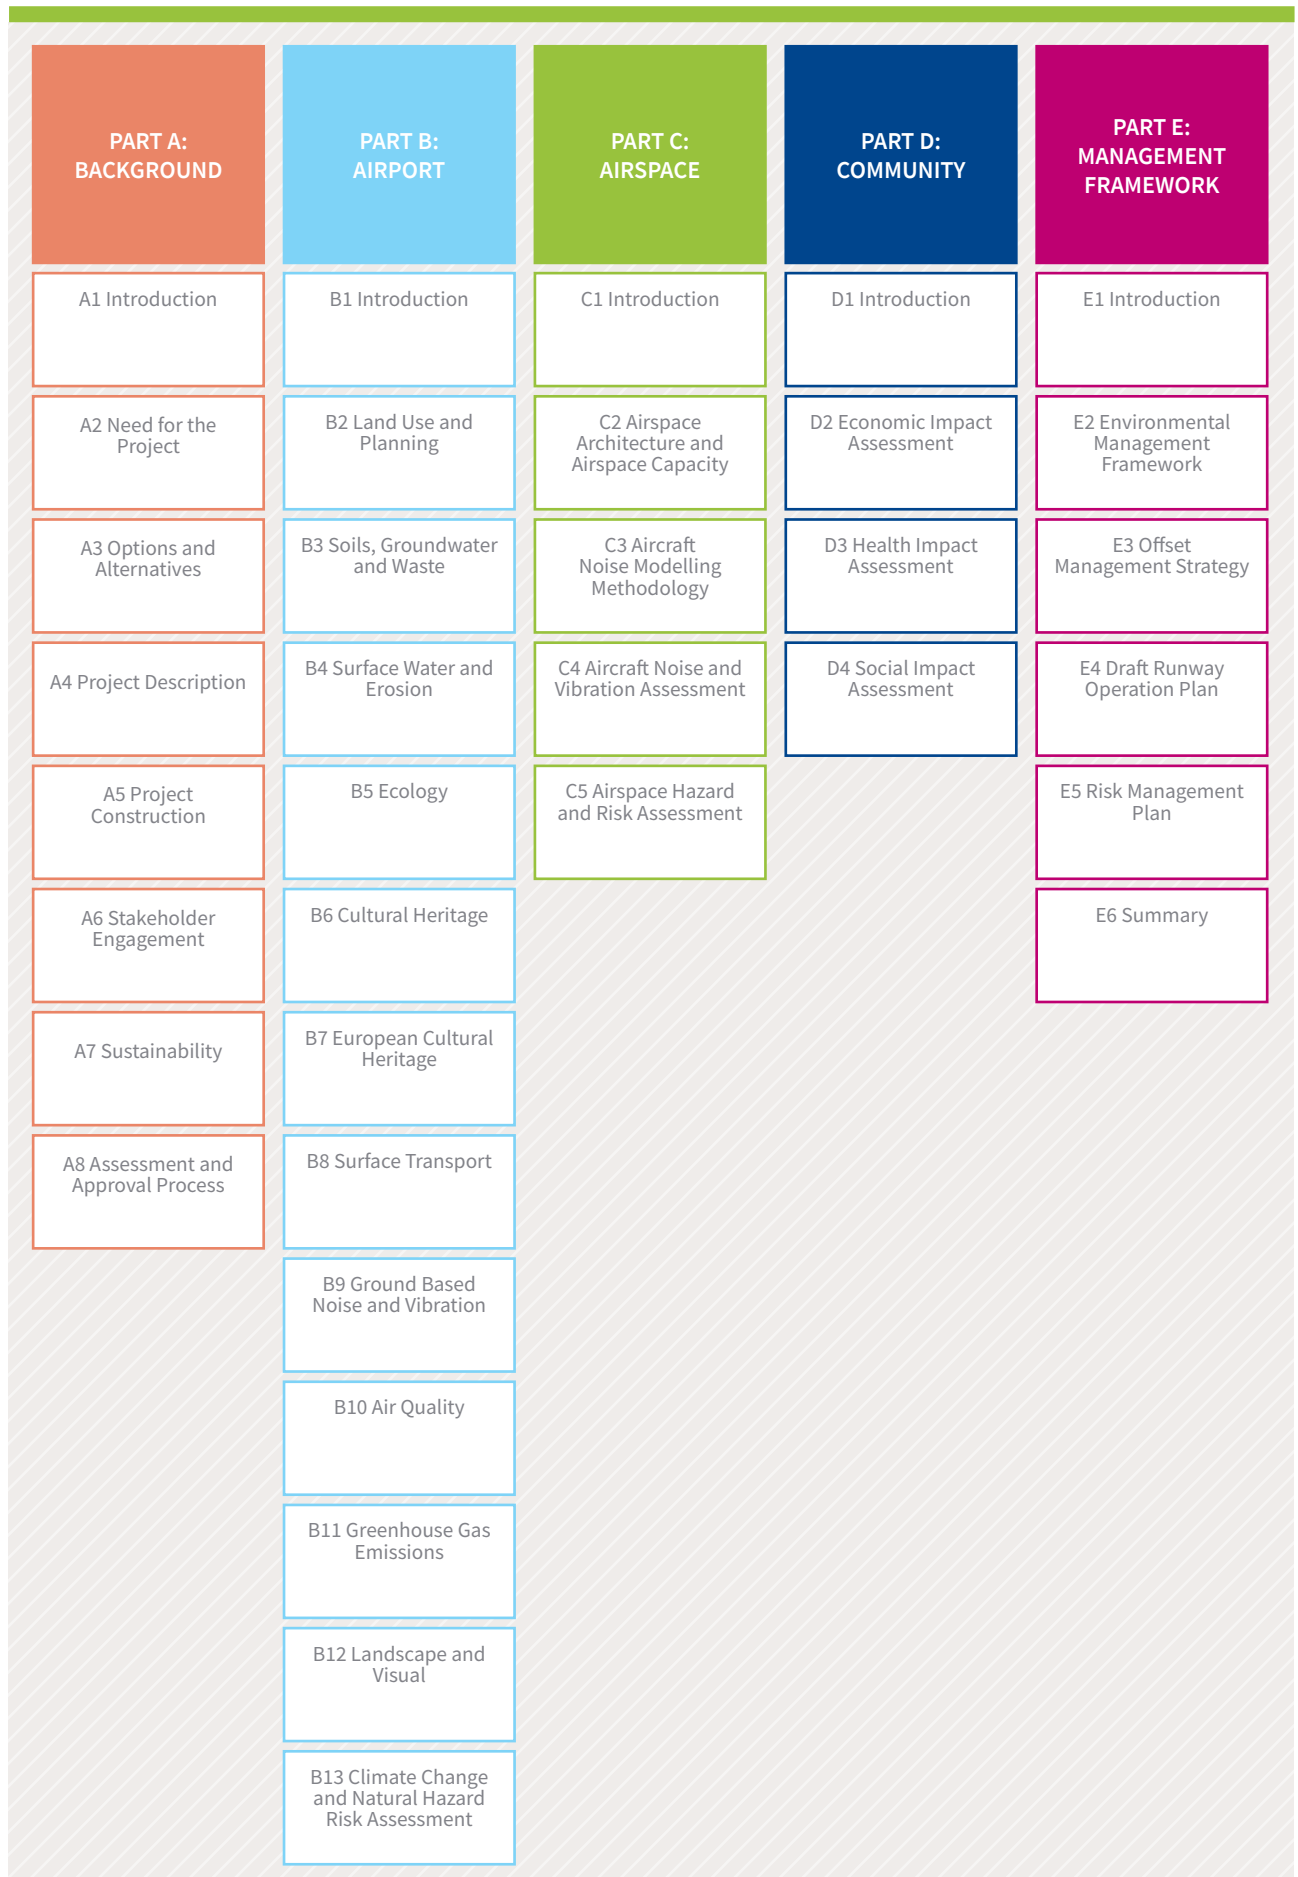 PART A:
BACKGROUND
A1 Introduction
A2 Need for the
Project
A3 Options and
Alternatives
A4 Project Description
A5 Project
Construction
A6 Stakeholder
Engagement
A7 Sustainability
A8 Assessment and
Approval Process
PART B:
AIRPORT
B1 Introduction
B2 Land Use and
Planning
B3 Soils, Groundwater
and Waste
B4 Surface Water and
Erosion
B5 Ecology
B6 Cultural Heritage
B7 European Cultural
Heritage
B8 Surface Transport
B9 Ground Based
Noise and Vibration
B10 Air Quality
B11 Greenhouse Gas
Emissions
B12 Landscape and
Visual
B13 Climate Change
and Natural Hazard
Risk Assessment
PART C:
AIRSPACE
C1 Introduction
C2 Airspace
Architecture and
Airspace Capacity
C3 Aircraft
Noise Modelling
Methodology
C4 Aircraft Noise and
Vibration Assessment
C5 Airspace Hazard
and Risk Assessment
PART D:
COMMUNITY
D1 Introduction
D2 Economic Impact
Assessment
D3 Health Impact
Assessment
D4 Social Impact
Assessment
PART E:
MANAGEMENT
FRAMEWORK
E1 Introduction
E2 Environmental
Management
Framework
E3 Offset
Management Strategy
E4 Draft Runway
Operation Plan
E5 Risk Management
Plan
E6 Summary